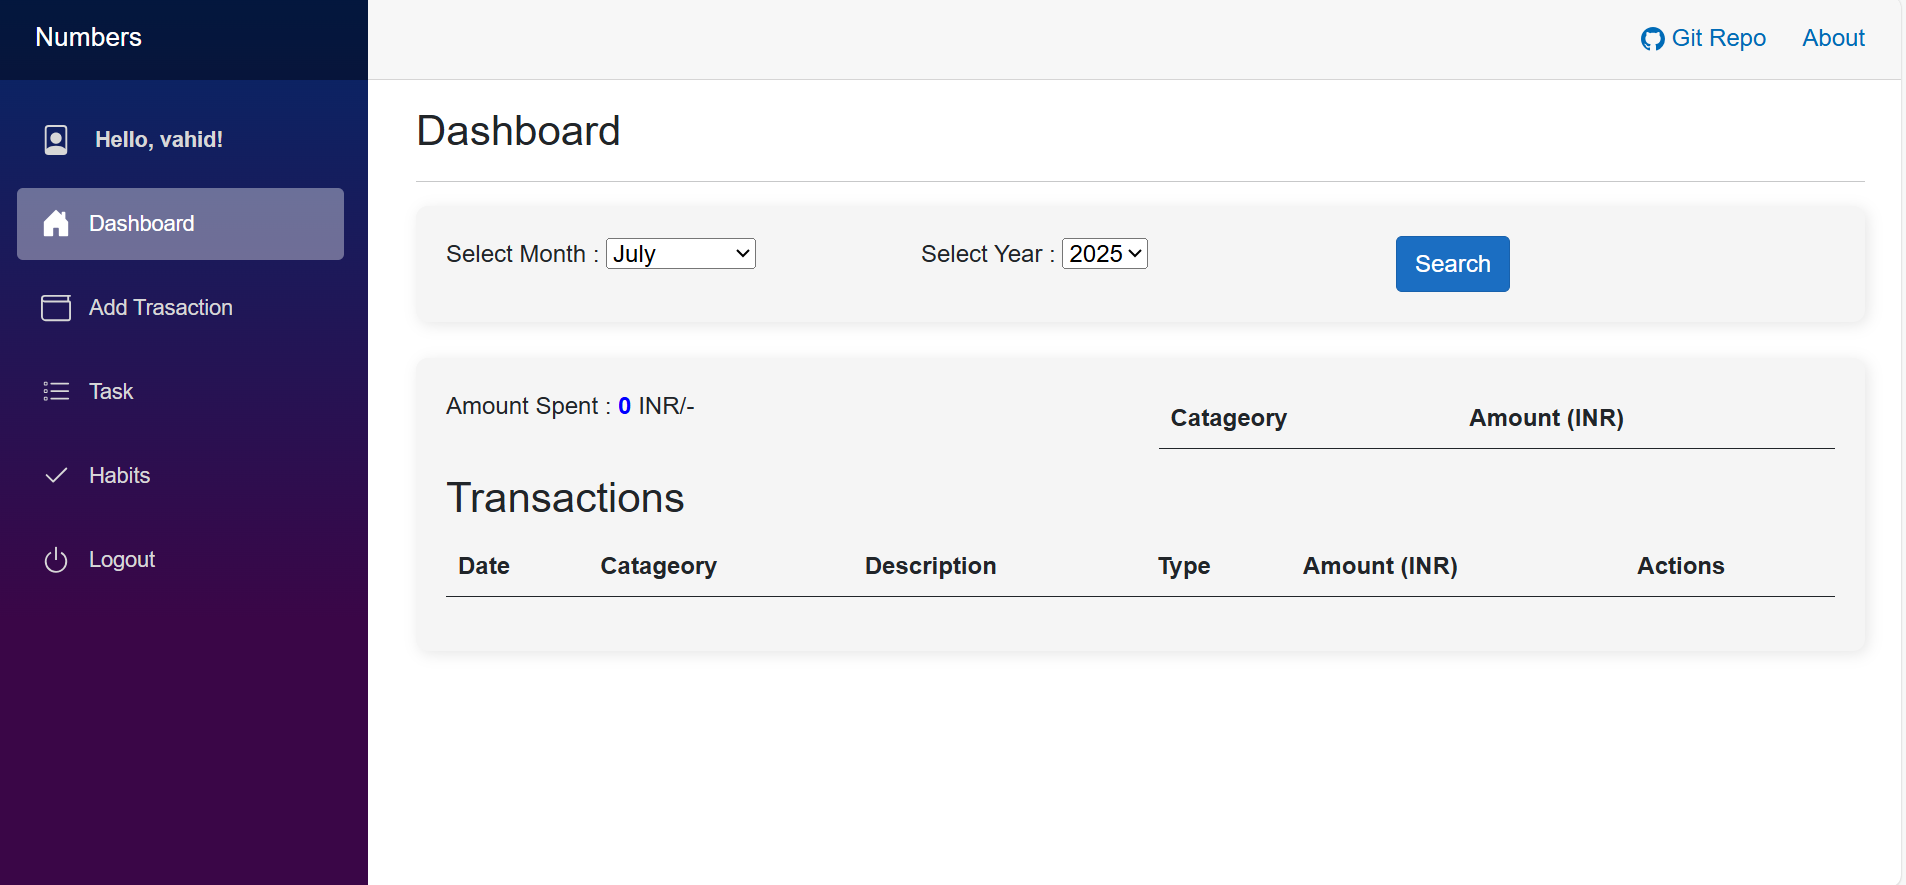 Numbers
Git Repo About
Hello, vahid!
Dashboard
Add Trasaction
Task
Habits
Logout
Dashboard
Select Month : July Select Year : 2025 Search
Amount Spent : 0 INR/-
Catageory Amount (INR)
Transactions
Date Catageory Description Type Amount (INR) Actions